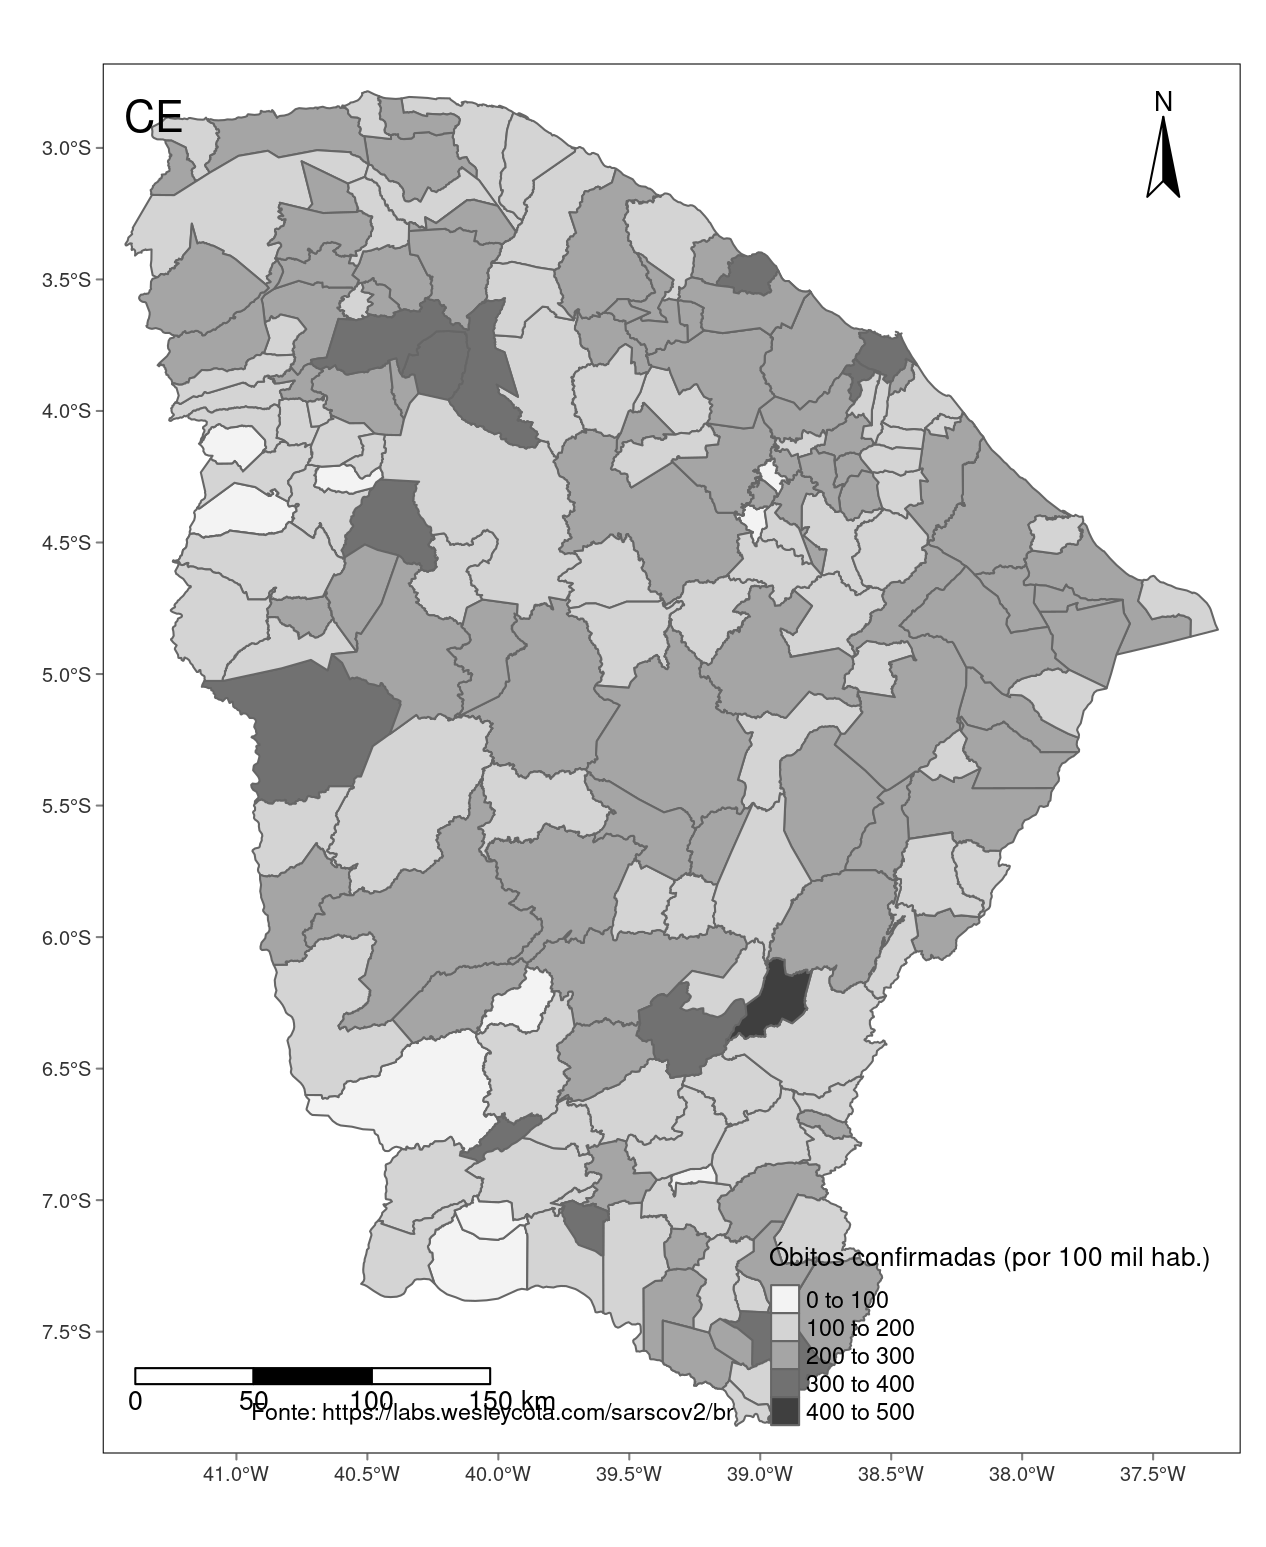 CE
N
3.0°S
3.5°S
4.0°S
4.5°S
5.0°S
5.5°S
6.0°S
6.5°S
7.0°S
7.5°S
Óbitos confirmadas (por 100 mil hab.)
0 to 100
100 to 200
200 to 300
300 to 400
400 to 500
0 50 100 150 km
Fonte: https://labs.wesleycota.com/sarscov2/br
41.0°W 40.5°W 40.0°W 39.5°W 39.0°W 38.5°W 38.0°W 37.5°W